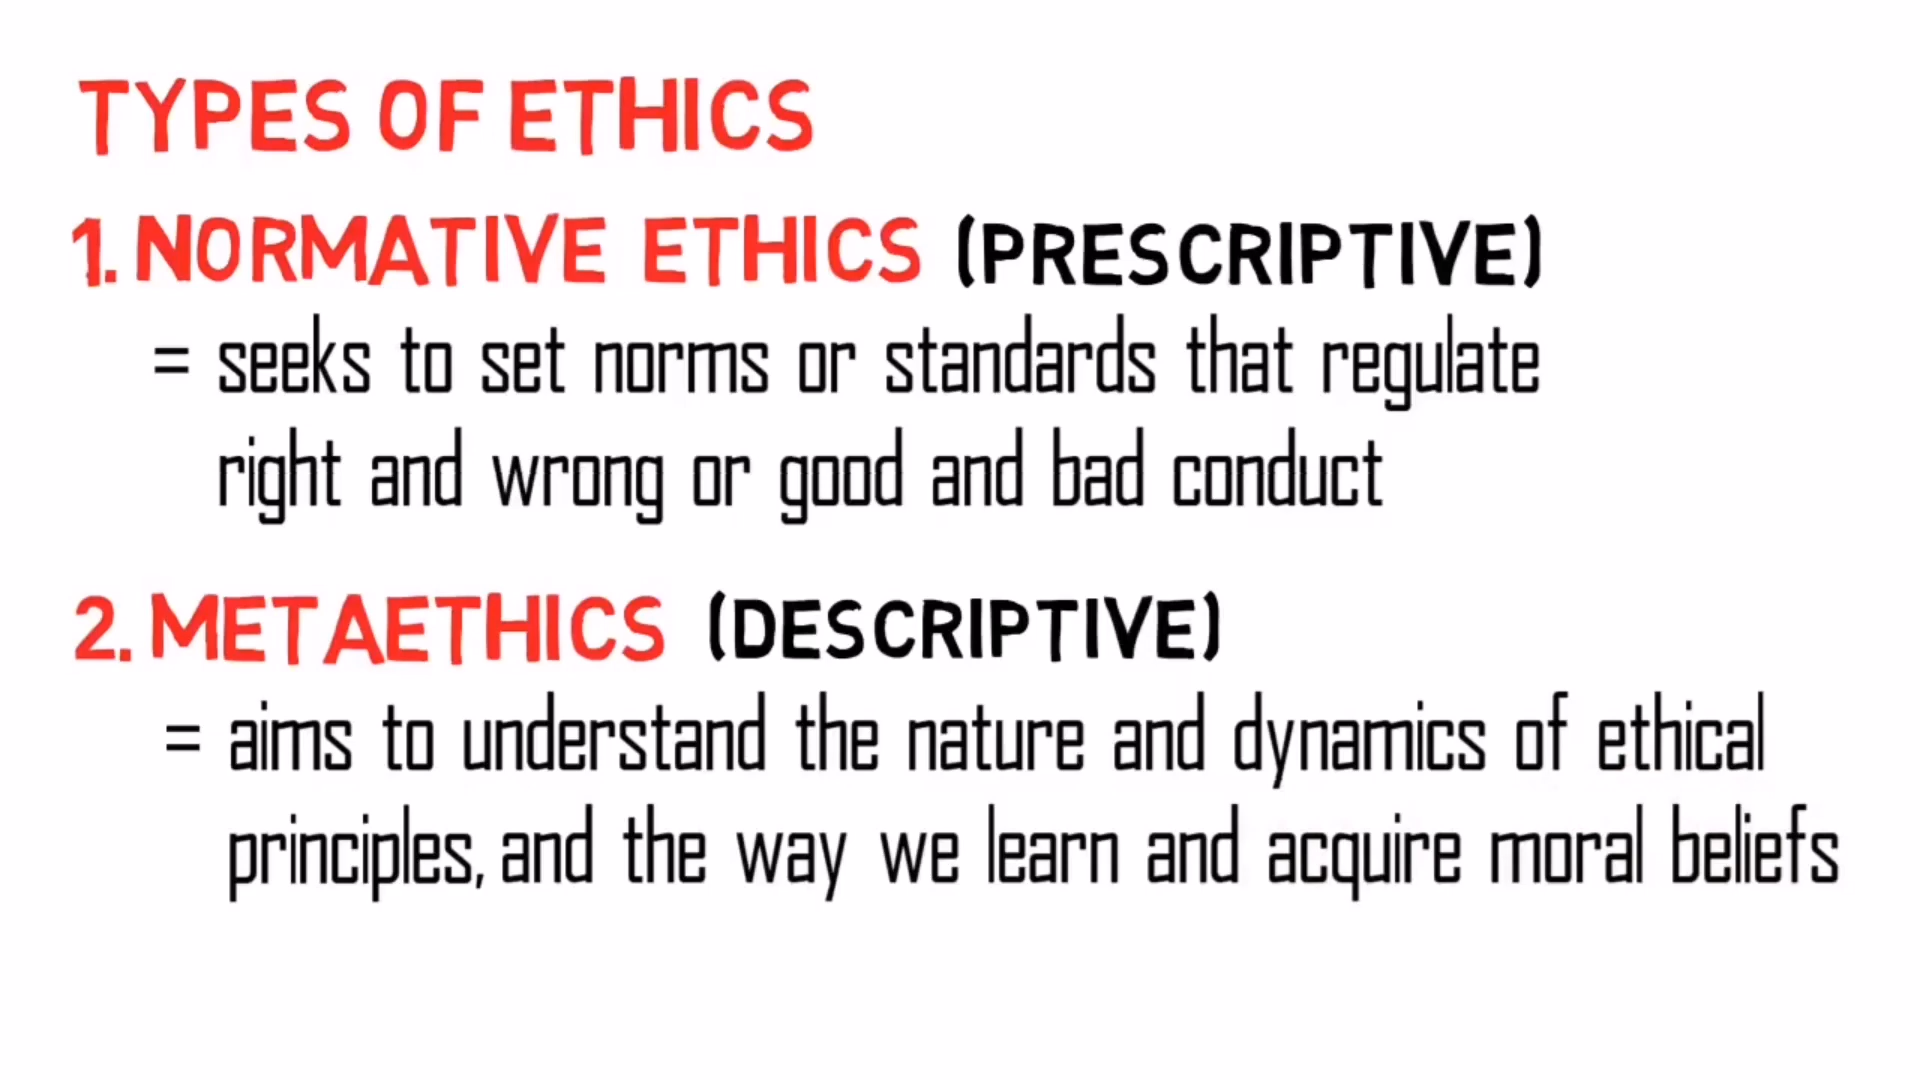 TYPES OF ETHICS
1. NORMATIVE ETHICS (PRESCRIPTIVE)
= seeks to set norms or standards that regulate
right and wrong or good and bad conduct
2. METAETHICS (DESCRIPTIVE)
= aims to understand the nature and dynamics of ethical
principles, and the way we learn and acquire moral beliefs